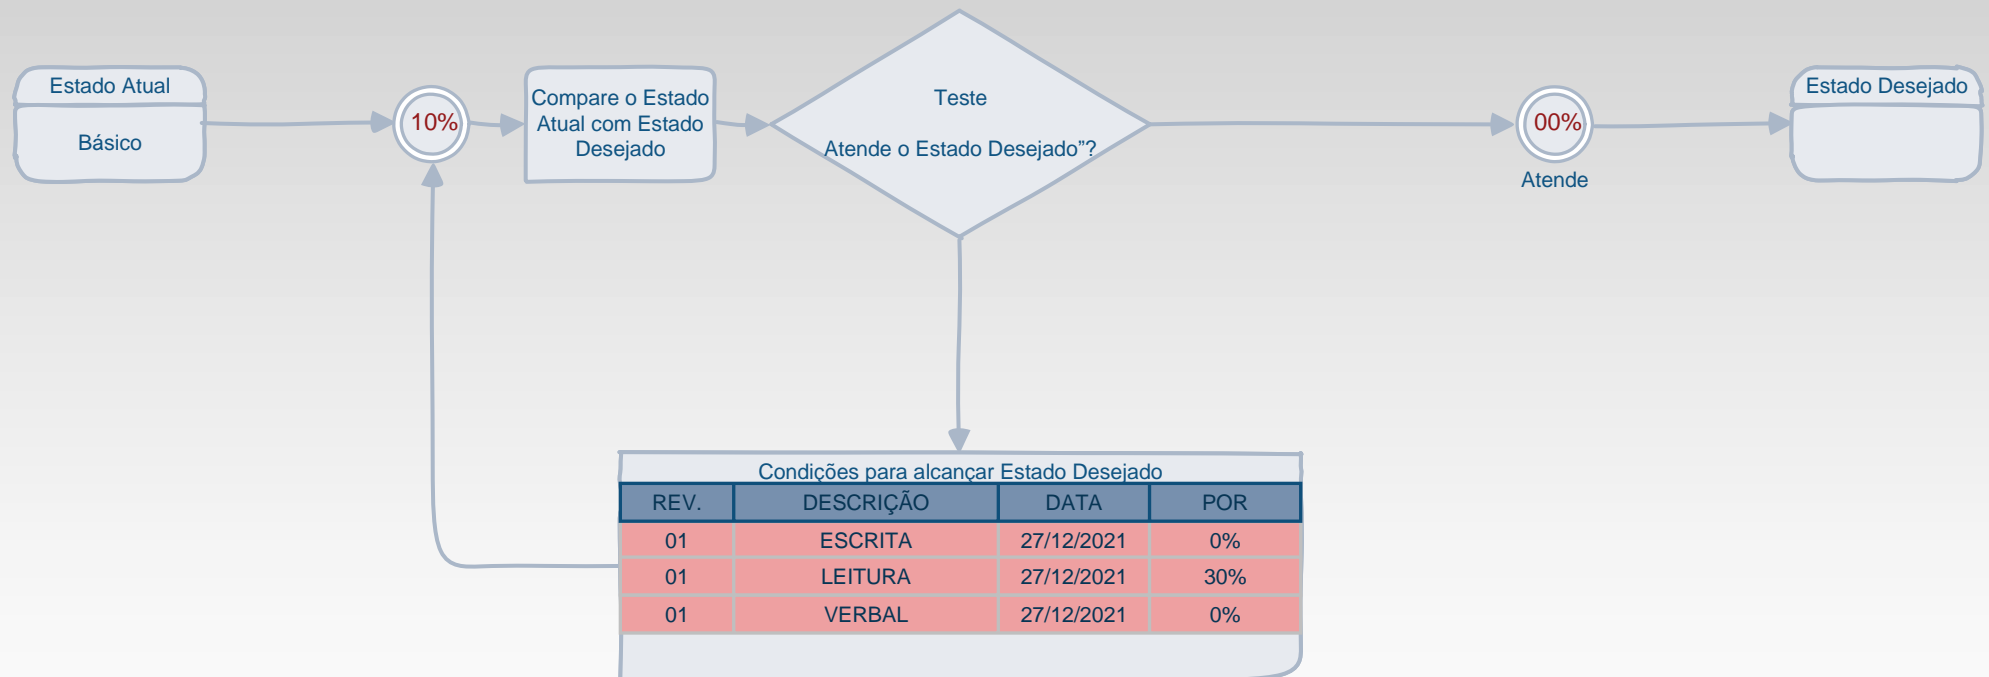 Estado Atual
Básico
10%
Compare o Estado
Atual com Estado
Desejado
Teste
Atende o Estado Desejado”?
00%
Atende
Estado Desejado
Condições para alcançar Estado Desejado
REV. DESCRIÇÃO DATA POR
01 ESCRITA 27/12/2021 0%
01 LEITURA 27/12/2021 30%
01 VERBAL 27/12/2021 0%